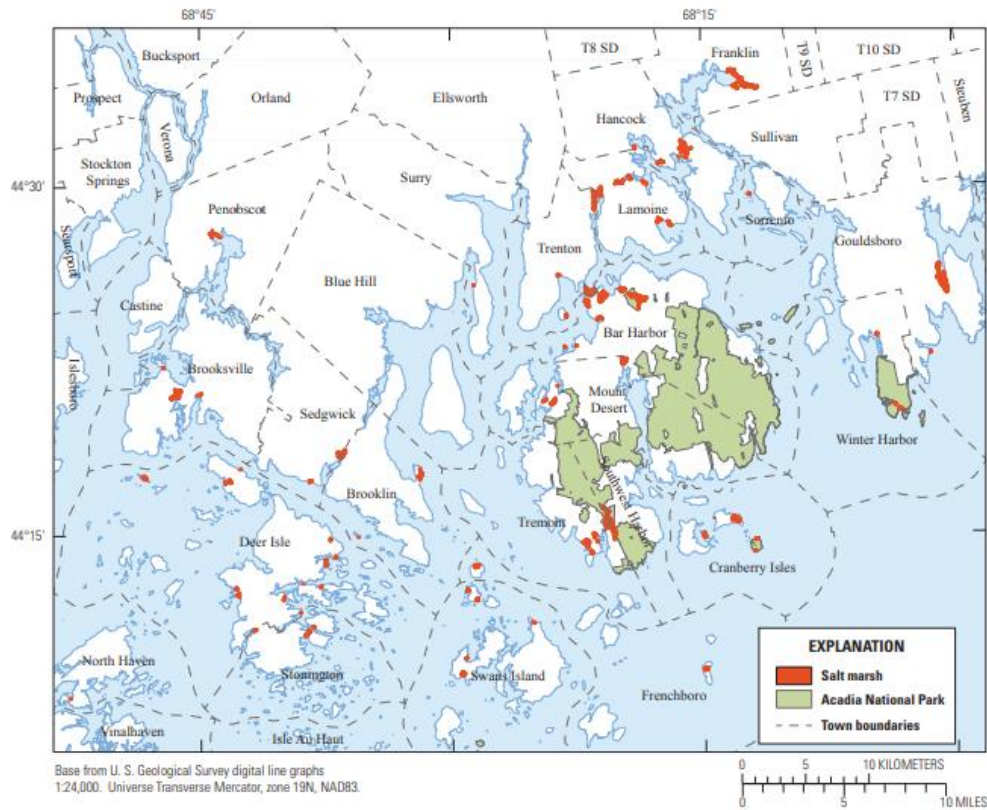 68°45'
68°15'
Bucksport
T8 SD
Franklin
T9 SD
T10 SD
Prospect
Orland
Ellsworth
T7 SD
Steuben
Verona
Hancock
Sullivan
Stockton
Springs
Surry
44°30'
Penobscot
Lamoine
Sorrento
Searsport
Trenton
Gouldsboro
Blue Hill
Castine
Bar Harbor
Islesboro
Brooksville
Mount
Desert
Sedgwick
Winter Harbor
Brooklin
Southwest Harbor
Tremont
44°15'
Deer Isle
Cranberry Isles
North Haven
Stonington
Swans Island
Frenchboro
Vinalhaven
Isle Au Haut
EXPLANATION
Salt marsh
Acadia National Park
Town boundaries
Base from U. S. Geological Survey digital line graphs
1:24,000. Universe Transverse Mercator, zone 19N, NAD83.
0 5 10 KILOMETERS
0 5 10 MILES